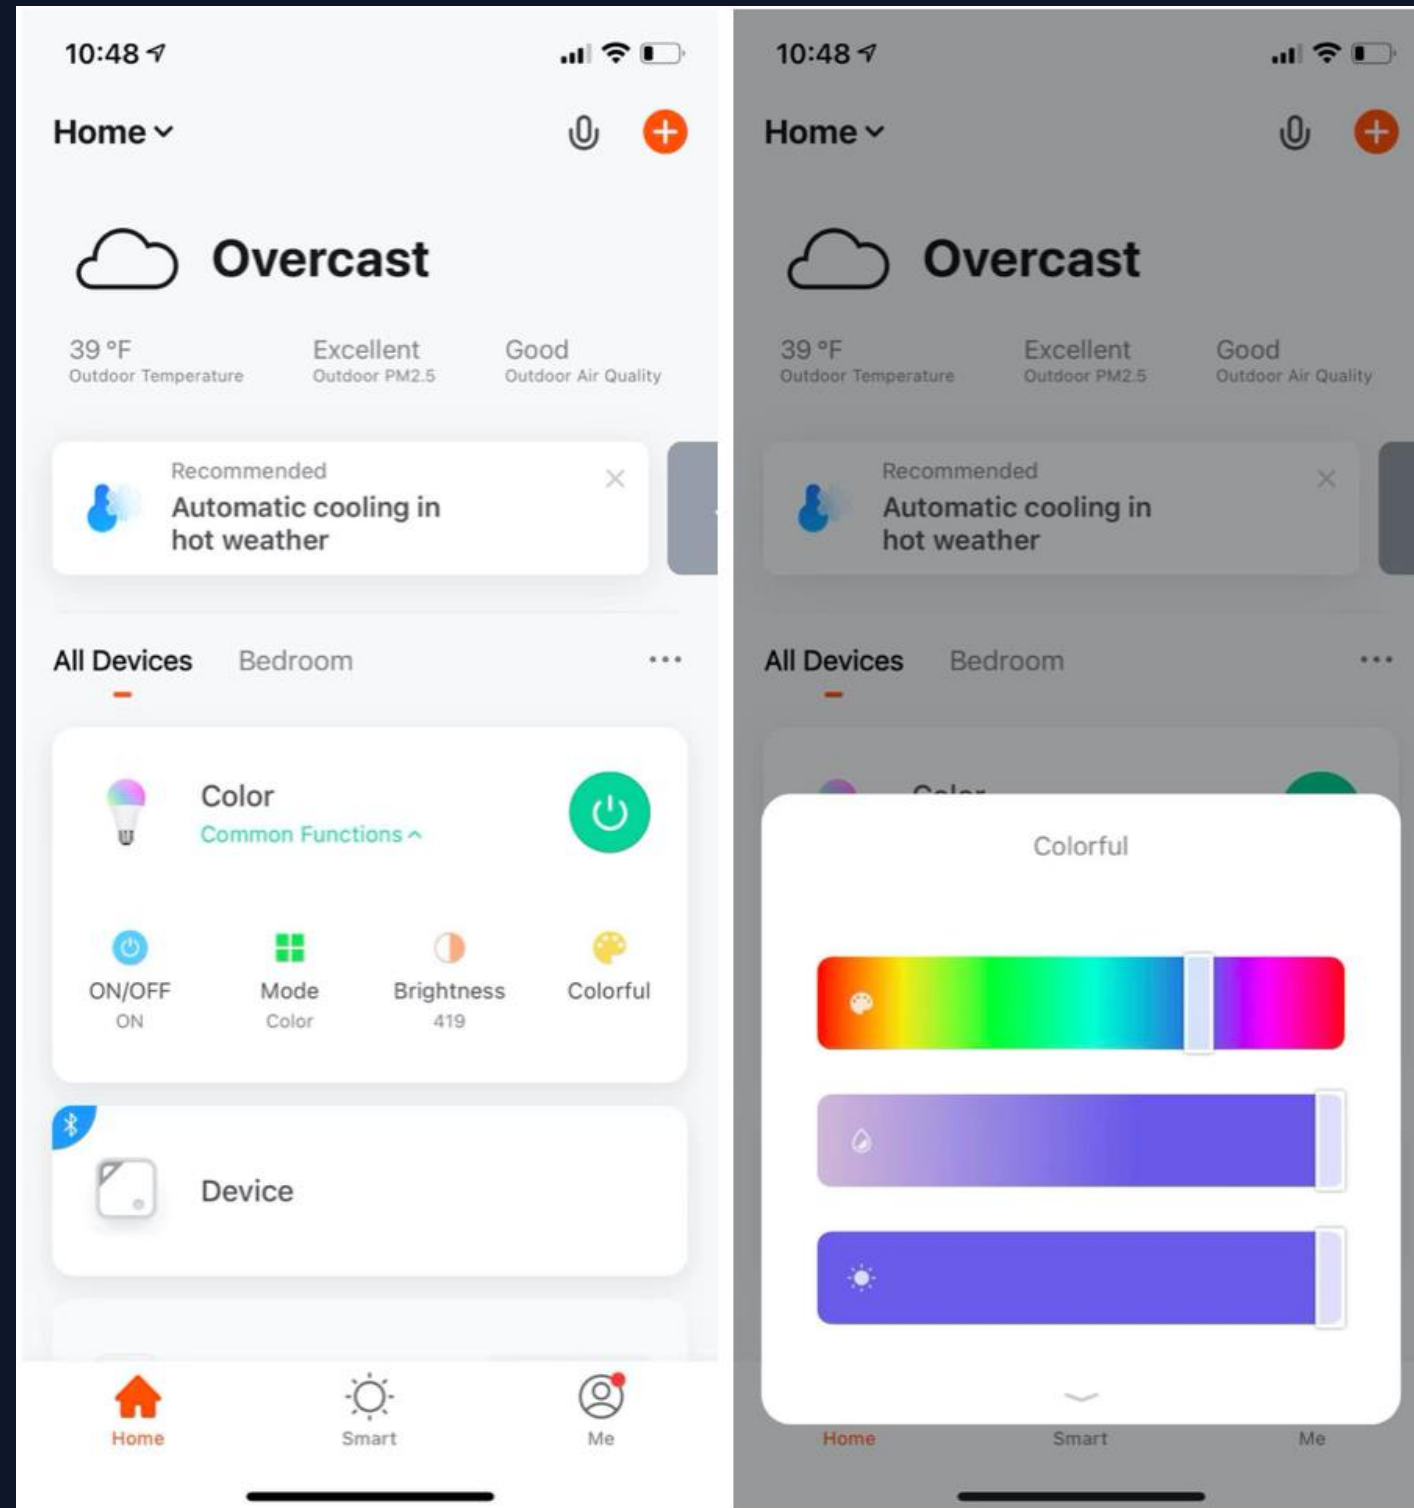 10:48
Home
Overcast
39 °F Excellent Good
Outdoor Temperature Outdoor PM2.5 Outdoor Air Quality
Recommended
Automatic cooling in
hot weather
All Devices Bedroom
Color
Common Functions
ON/OFF Mode Brightness Colorful
ON Color 419
Device
Home Smart Me
10:48
Home
Overcast
39 °F Excellent Good
Outdoor Temperature Outdoor PM2.5 Outdoor Air Quality
Recommended
Automatic cooling in
hot weather
All Devices Bedroom
Color
Colorful
Home Smart Me